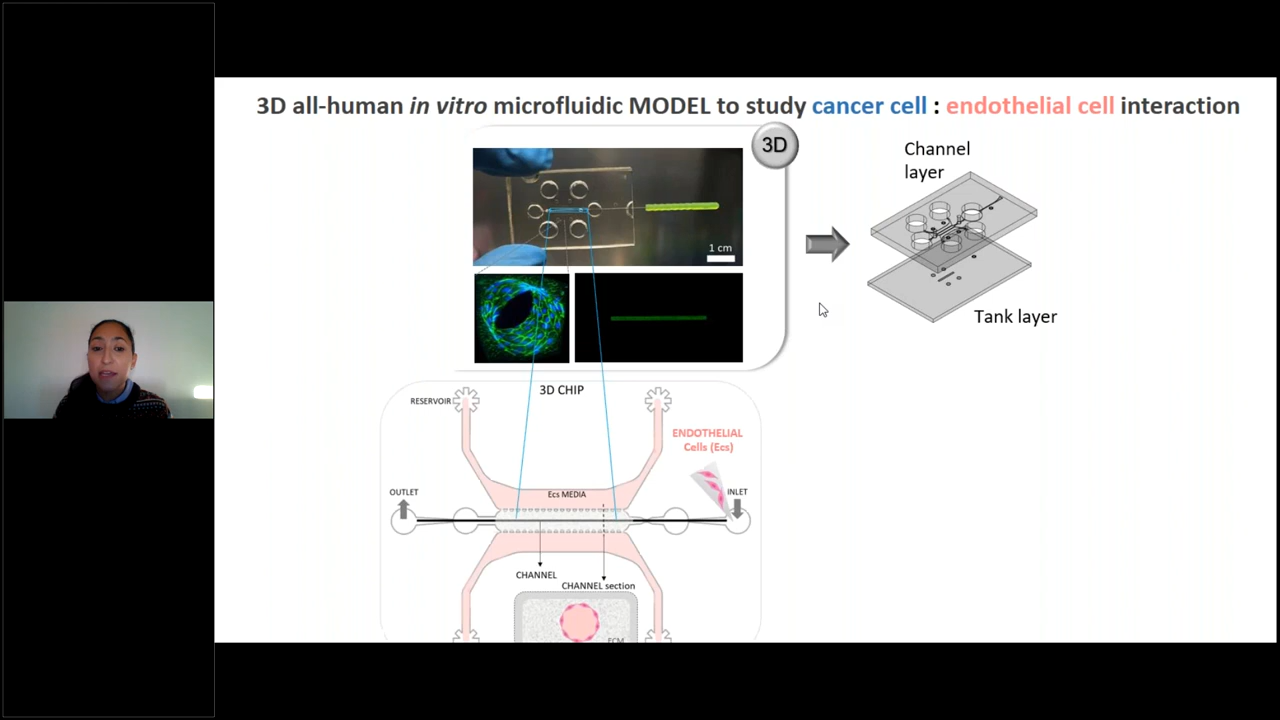 3D all-human in vitro microfluidic MODEL to study cancer cell : endothelial cell interaction
3D
1 cm
Channel
layer
Tank layer
3D CHIP
RESERVOIR
ENDOTHELIAL
Cells (Ecs)
OUTLET
Ecs MEDIA
INLET
CHANNEL
CHANNEL section
ECM